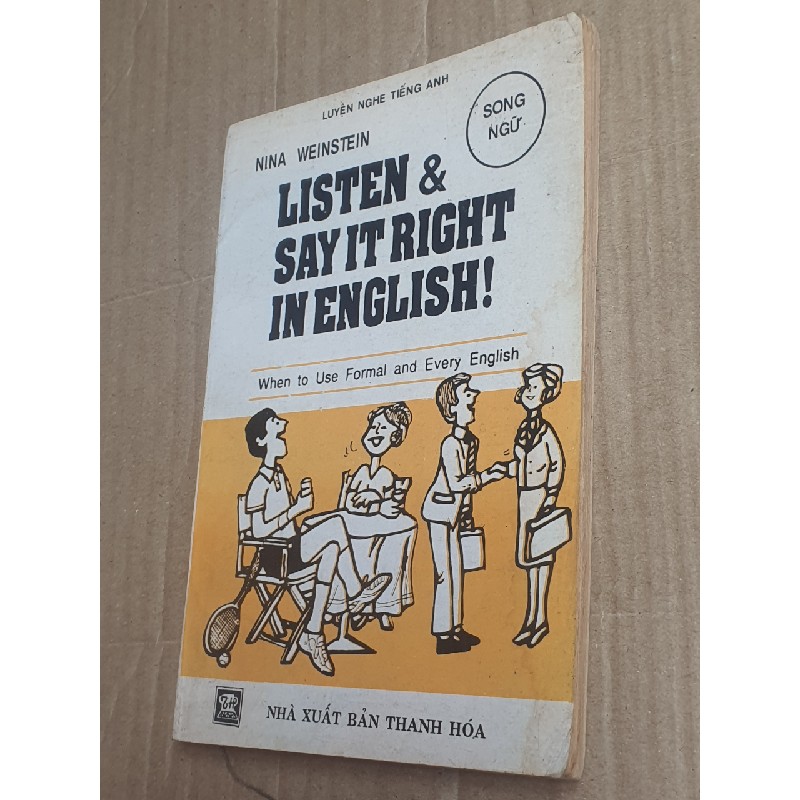 LUYỆN NGHE TIẾNG ANH
SONG
NGỮ
NINA WEINSTEIN
LISTEN &
SAY IT RIGHT
IN ENGLISH!
When to Use Formal and Every English
NHÀ XUẤT BẢN THANH HÓA